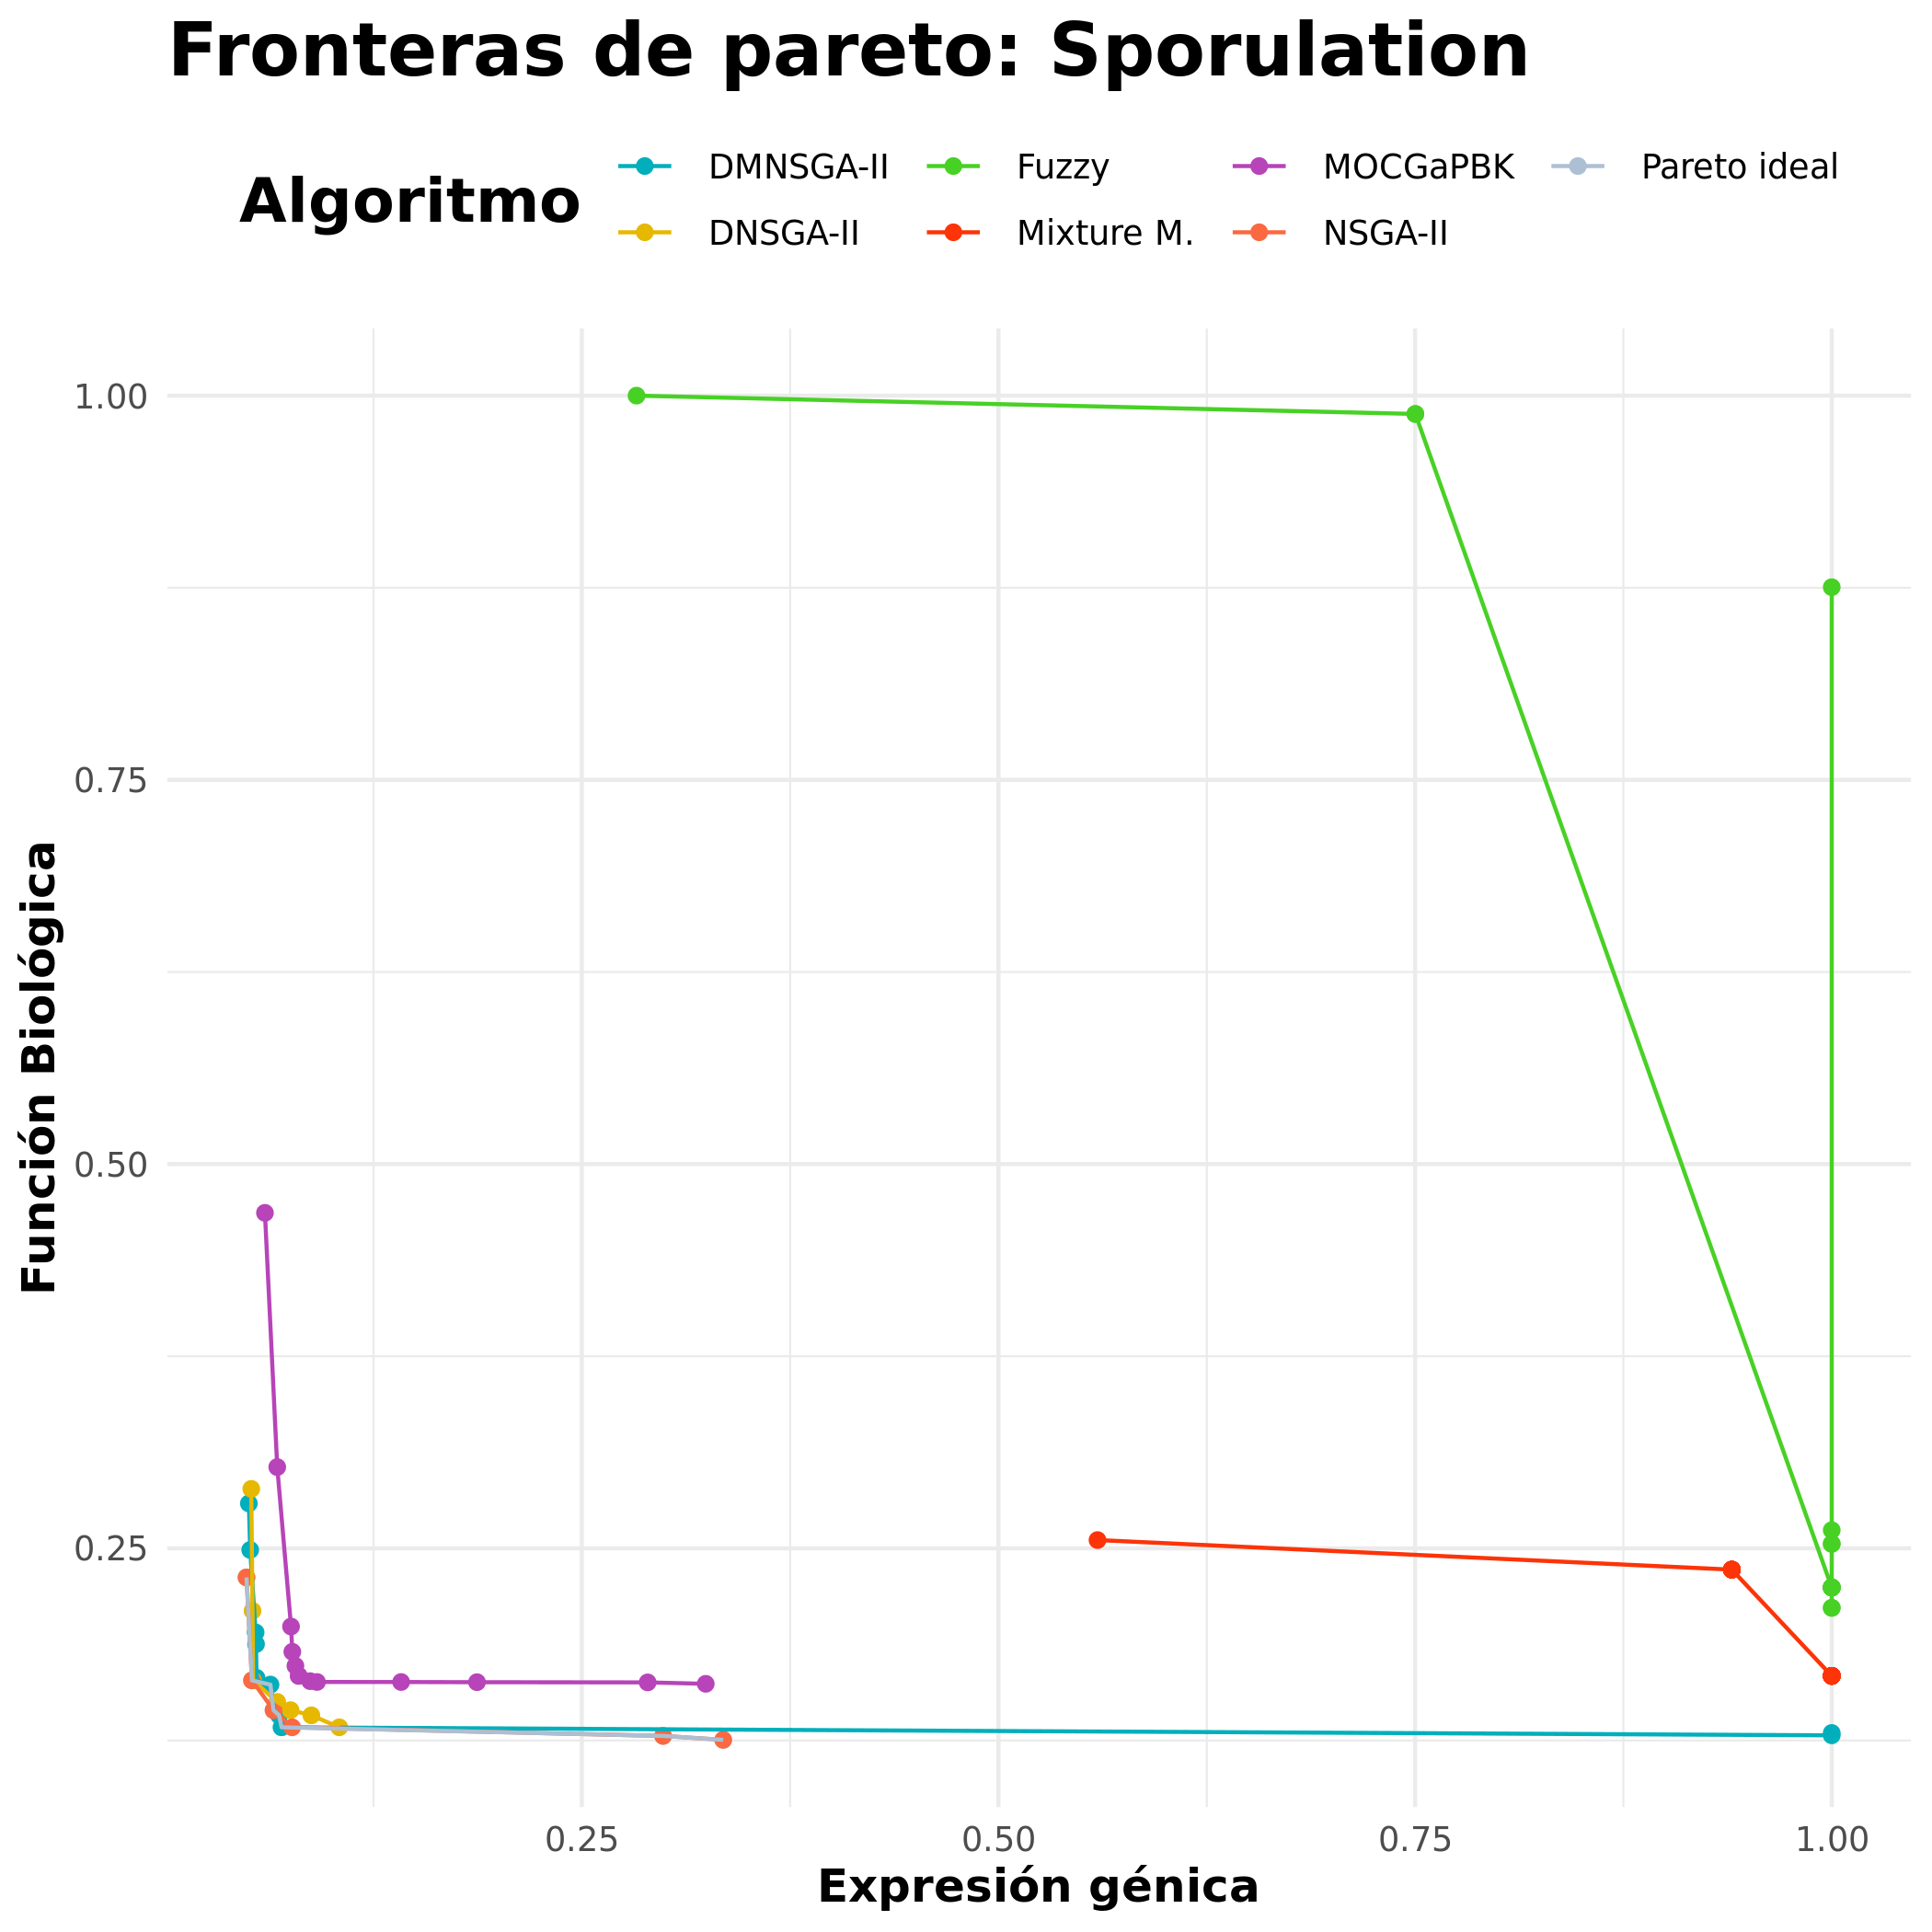 Fronteras de pareto: Sporulation
Algoritmo
DMNSGA-II
Fuzzy
MOCGaPBK
Pareto ideal
DNSGA-II
Mixture M.
NSGA-II
1.00
0.75
0.50
0.25
Función Biológica
0.25
0.50
0.75
1.00
Expresión génica